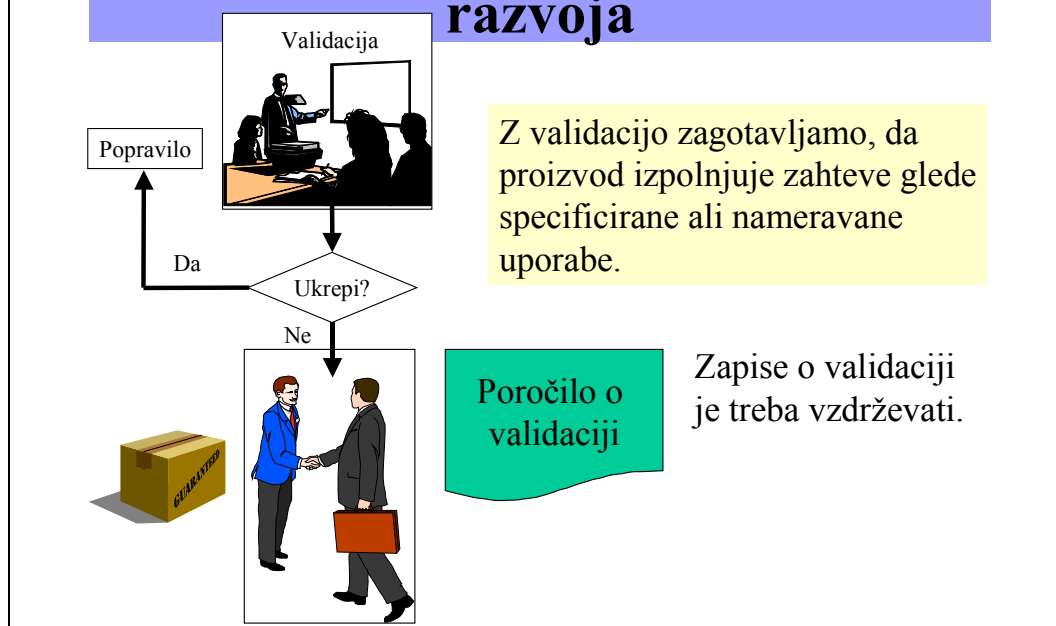 razvoja
Validacija
Popravilo
Z validacijo zagotavljamo, da
proizvod izpolnjuje zahteve glede
specificirane ali nameravane
uporabe.
Da
Ukrepi?
Ne
Poročilo o
validaciji
Zapise o validaciji
je treba vzdrževati.
GUARANTEED